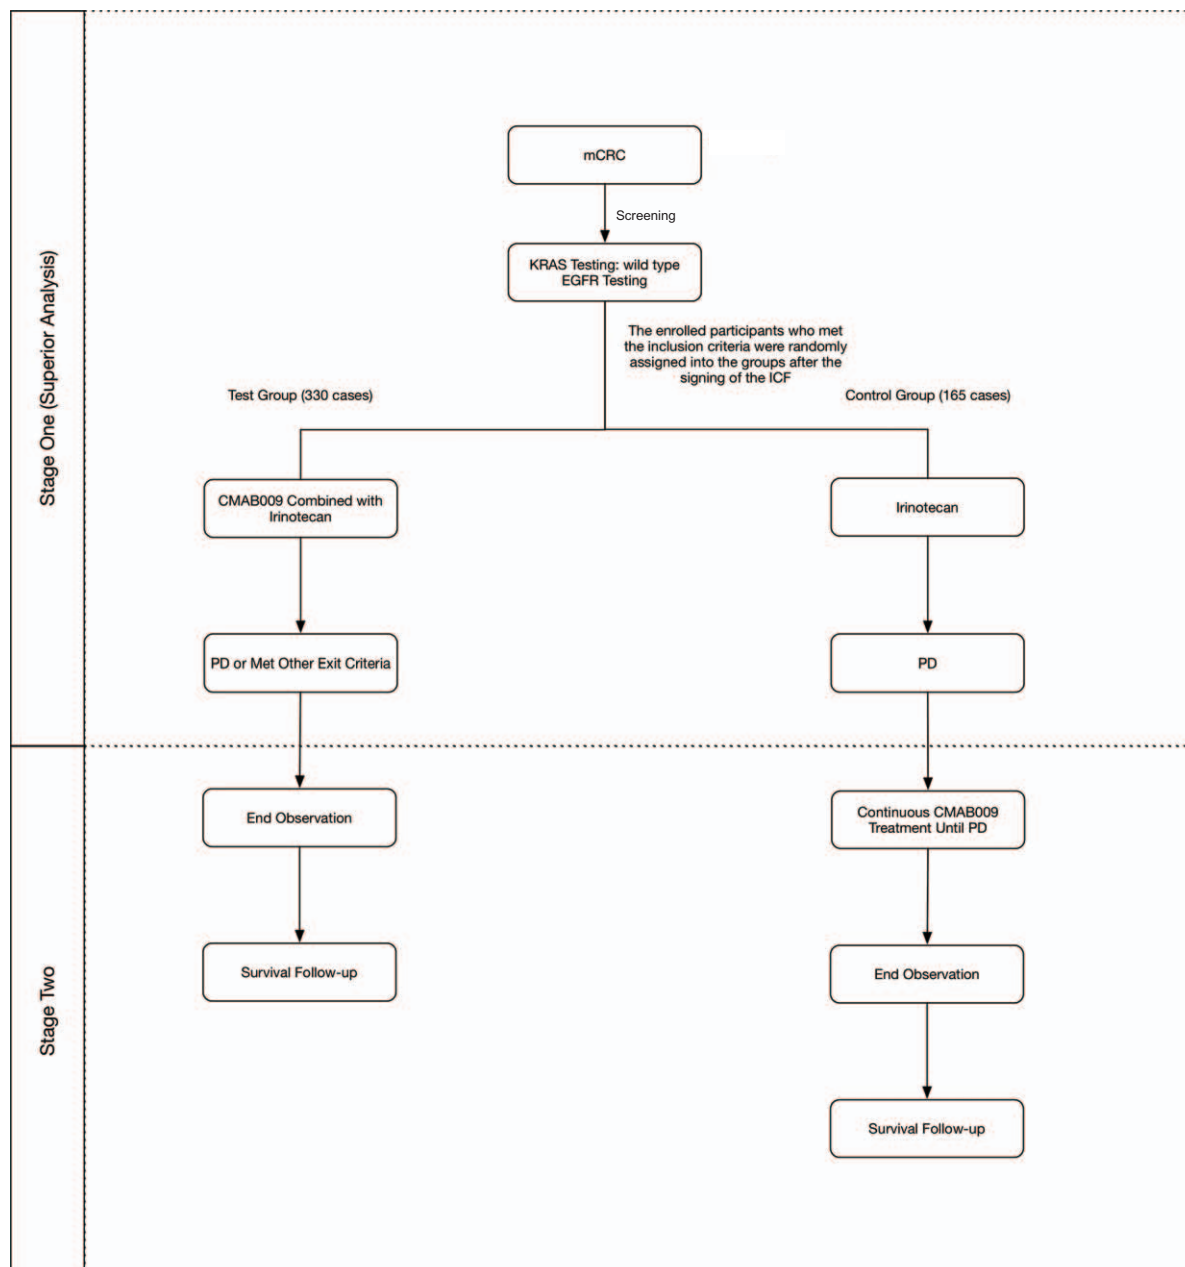 Stage One (Superior Analysis)
mCRC
Screening
KRAS Testing: wild type
EGFR Testing
The enrolled participants who met
the inclusion criteria were randomly
assigned into the groups after the
signing of the ICF
Test Group (330 cases)
Control Group (165 cases)
CMAB009 Combined with
Irinotecan
Irinotecan
PD or Met Other Exit Criteria
PD
Stage Two
End Observation
Continuous CMAB009
Treatment Until PD
Survival Follow-up
End Observation
Survival Follow-up